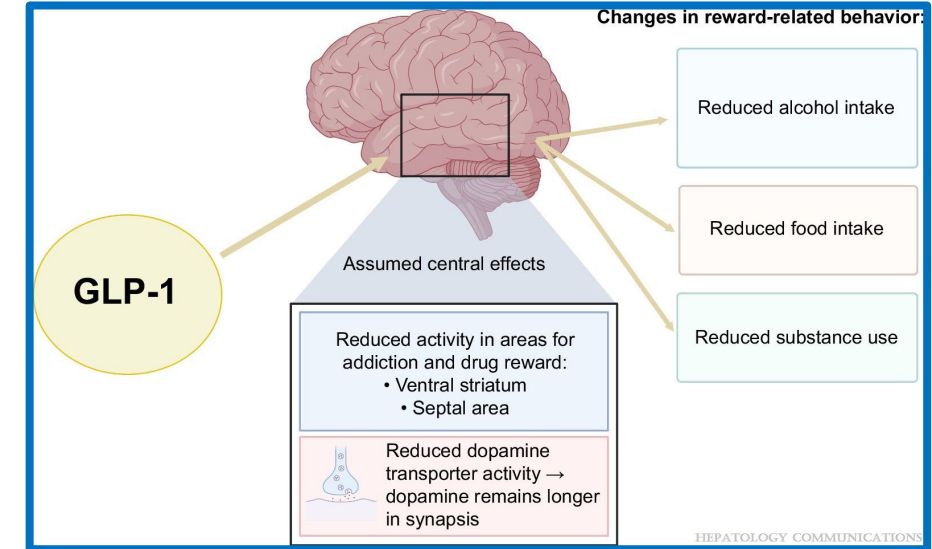 Changes in reward-related behavior:
Reduced alcohol intake
Reduced food intake
Reduced substance use
GLP-1
Assumed central effects
Reduced activity in areas for
addiction and drug reward:
• Ventral striatum
• Septal area
Reduced dopamine
transporter activity →
dopamine remains longer
in synapsis
HEPATOLOGY COMMUNICATIONS